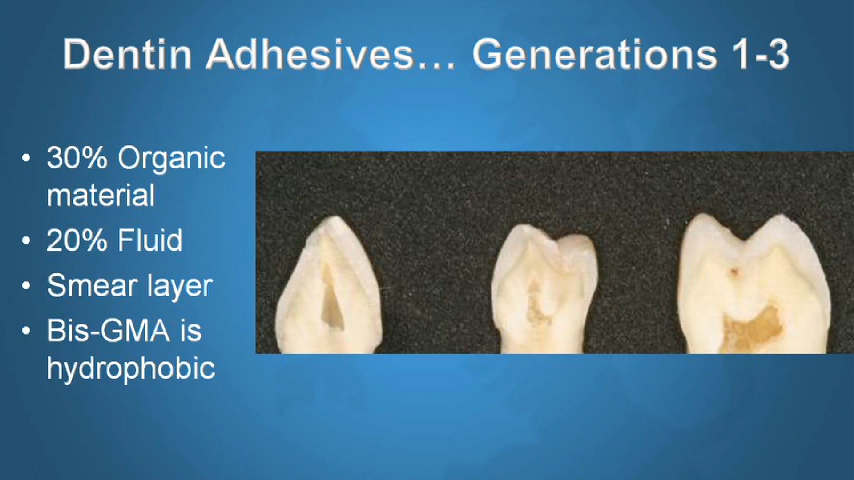 Dentin Adhesives… Generations 1-3
• 30% Organic
material
• 20% Fluid
• Smear layer
• Bis-GMA is
hydrophobic